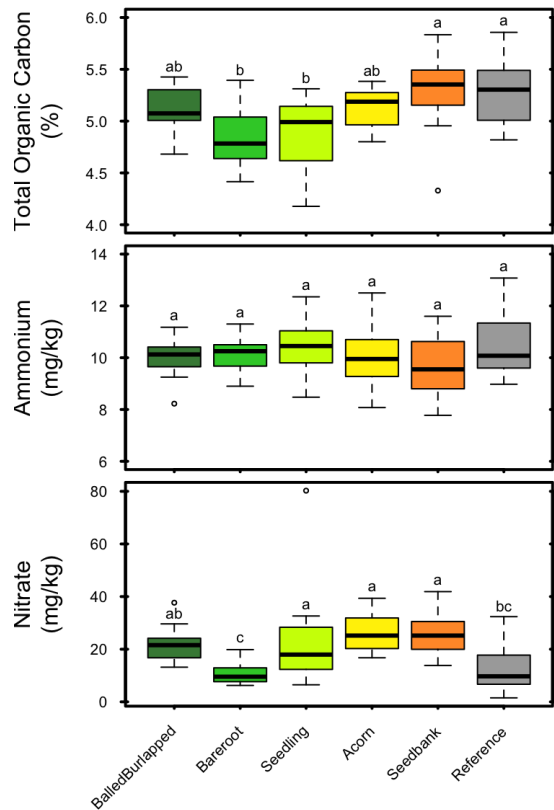 Total Organic Carbon
(%)
6.0
5.5
5.0
4.5
4.0
ab
b
b
ab
a
a
Ammonium
(mg/kg)
14
12
10
8
6
a
a
a
a
a
a
Nitrate
(mg/kg)
80
60
40
20
0
ab
c
a
a
a
bc
BalledBurlapped
Bareroot
Seedling
Acorn
Seedbank
Reference